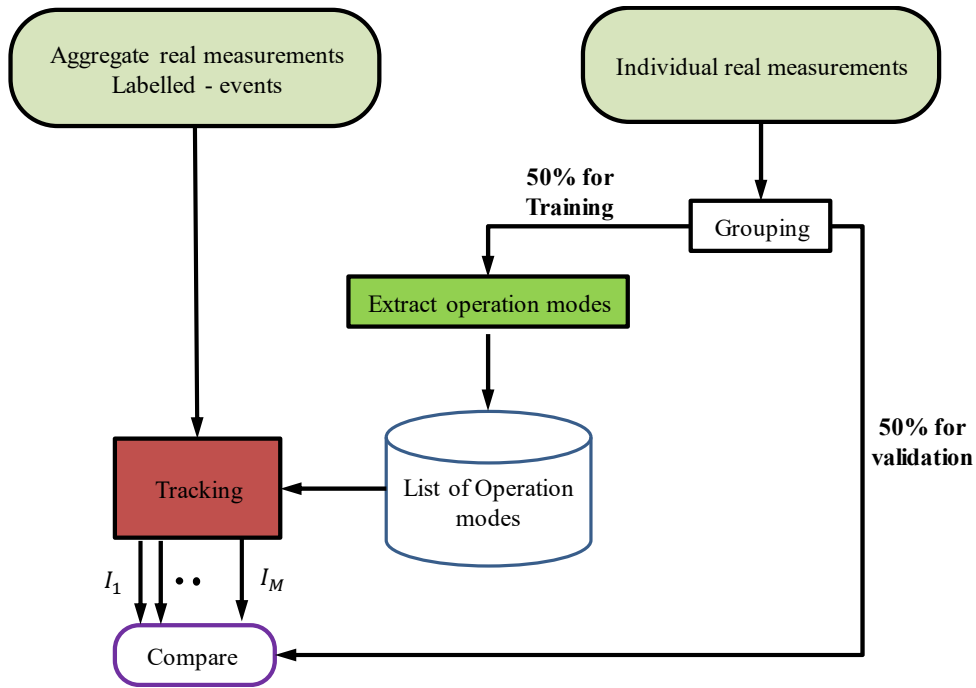 Aggregate real measurements
Labelled - events
Individual real measurements
50% for
Training
Grouping
Extract operation modes
50% for
validation
Tracking
List of Operation
modes
I₁
I_M
Compare